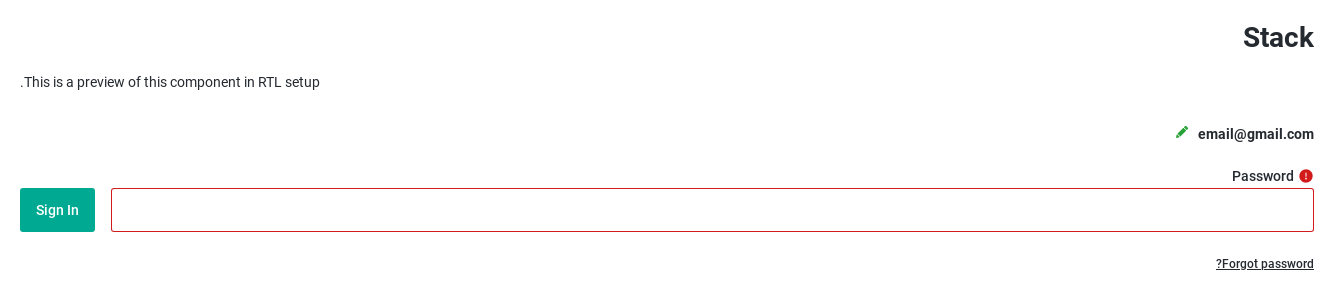 Stack
.This is a preview of this component in RTL setup
email@gmail.com
Password
Sign In
?Forgot password